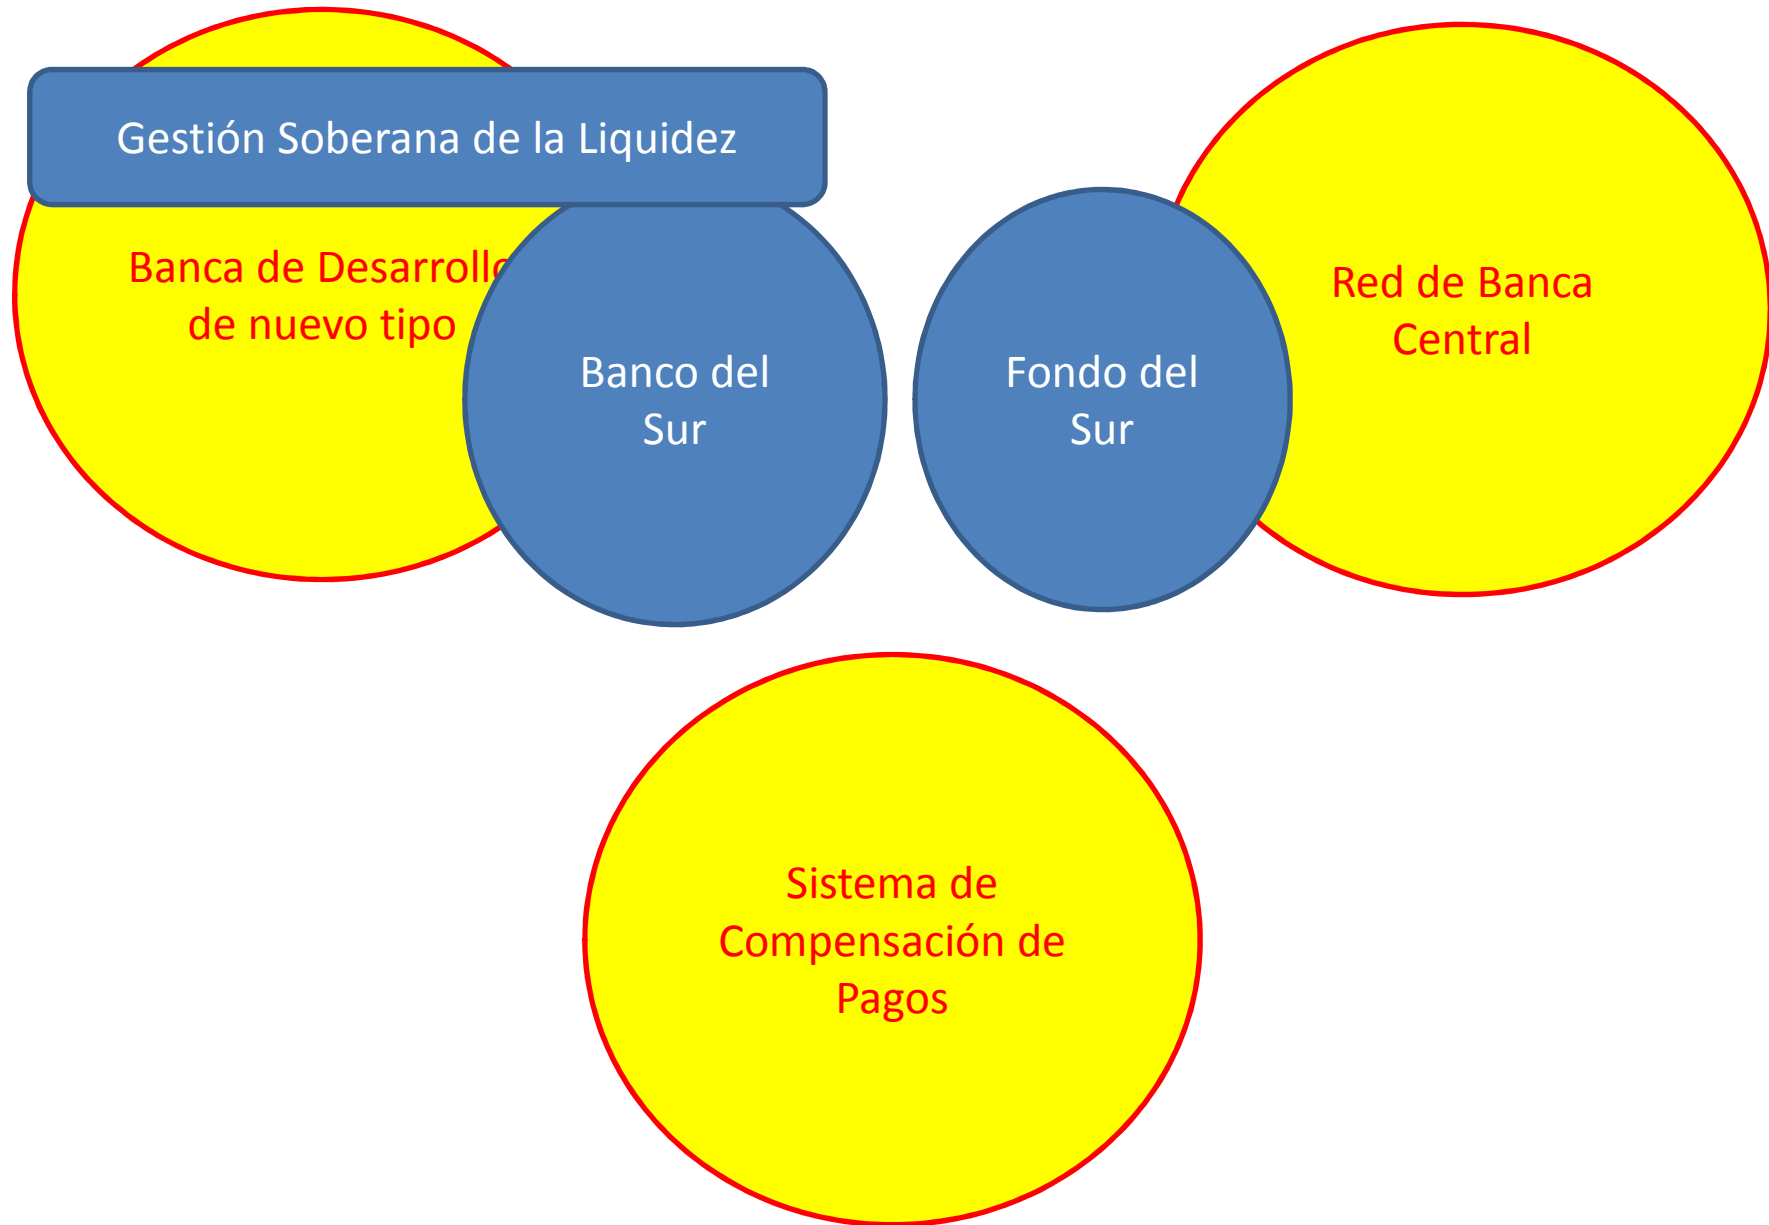 Gestión Soberana de la Liquidez
Banca de Desarrollo
de nuevo tipo
Banco del
Sur
Fondo del
Sur
Red de Banca
Central
Sistema de
Compensación de
Pagos